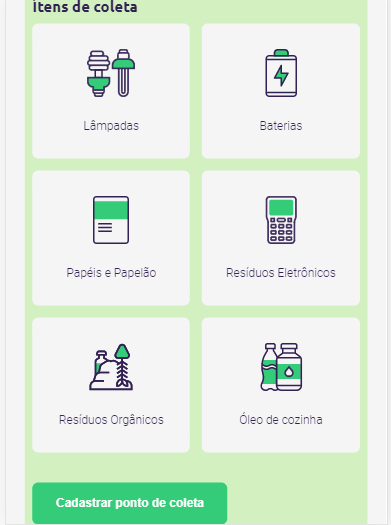 Ítens de coleta
Lâmpadas
Baterias
Papéis e Papelão
Resíduos Eletrônicos
Resíduos Orgânicos
Óleo de cozinha
Cadastrar ponto de coleta